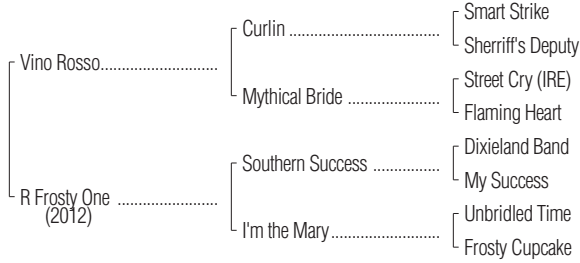 Smart Strike
Curlin
Sherriff's Deputy
Vino Rosso
Street Cry (IRE)
Mythical Bride
Flaming Heart
Dixieland Band
Southern Success
My Success
R Frosty One
(2012)
Unbridled Time
I'm the Mary
Frosty Cupcake